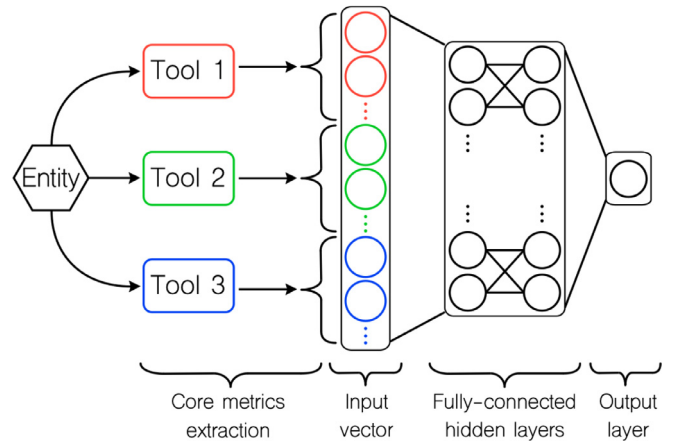 Tool 1
Entity
Tool 2
Tool 3
Core metrics
extraction
Input
vector
Fully-connected
hidden layers
Output
layer